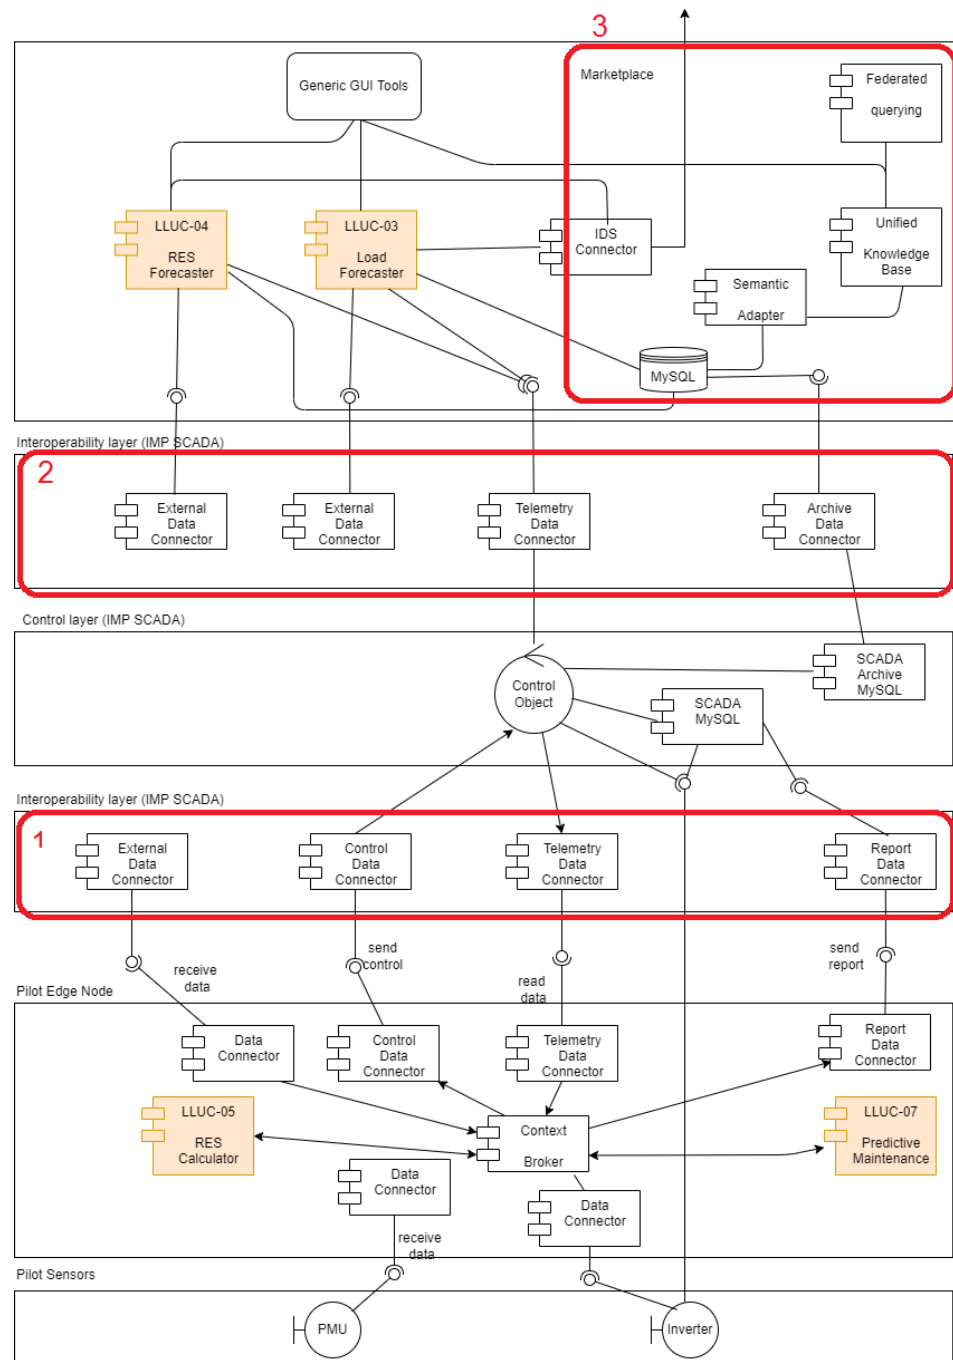 3
Marketplace
Generic GUI Tools
Federated
querying
LLUC-04
RES
Forecaster
LLUC-03
Load
Forecaster
IDS
Connector
Unified
Knowledge
Base
Semantic
Adapter
MySQL
Interoperability layer (IMP SCADA)
2
External
Data
Connector
External
Data
Connector
Telemetry
Data
Connector
Archive
Data
Connector
Control layer (IMP SCADA)
Control
Object
SCADA
MySQL
SCADA
Archive
MySQL
Interoperability layer (IMP SCADA)
1
External
Data
Connector
Control
Data
Connector
Telemetry
Data
Connector
Report
Data
Connector
receive
data
send
control
read
data
send
report
Pilot Edge Node
Data
Connector
Control
Data
Connector
Telemetry
Data
Connector
Report
Data
Connector
LLUC-05
RES
Calculator
Context
Broker
LLUC-07
Predictive
Maintenance
Data
Connector
Data
Connector
receive
data
Pilot Sensors
PMU
Inverter